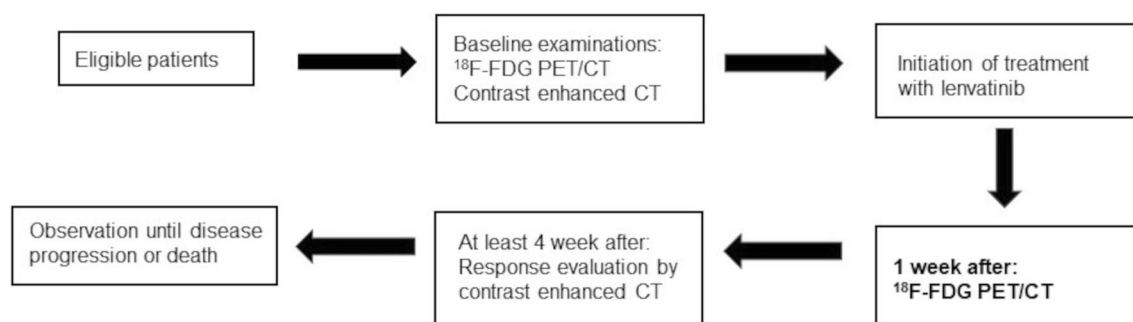 Eligible patients
Baseline examinations:
¹⁸F-FDG PET/CT
Contrast enhanced CT
Initiation of treatment
with lenvatinib
1 week after:
¹⁸F-FDG PET/CT
At least 4 week after:
Response evaluation by
contrast enhanced CT
Observation until disease
progression or death